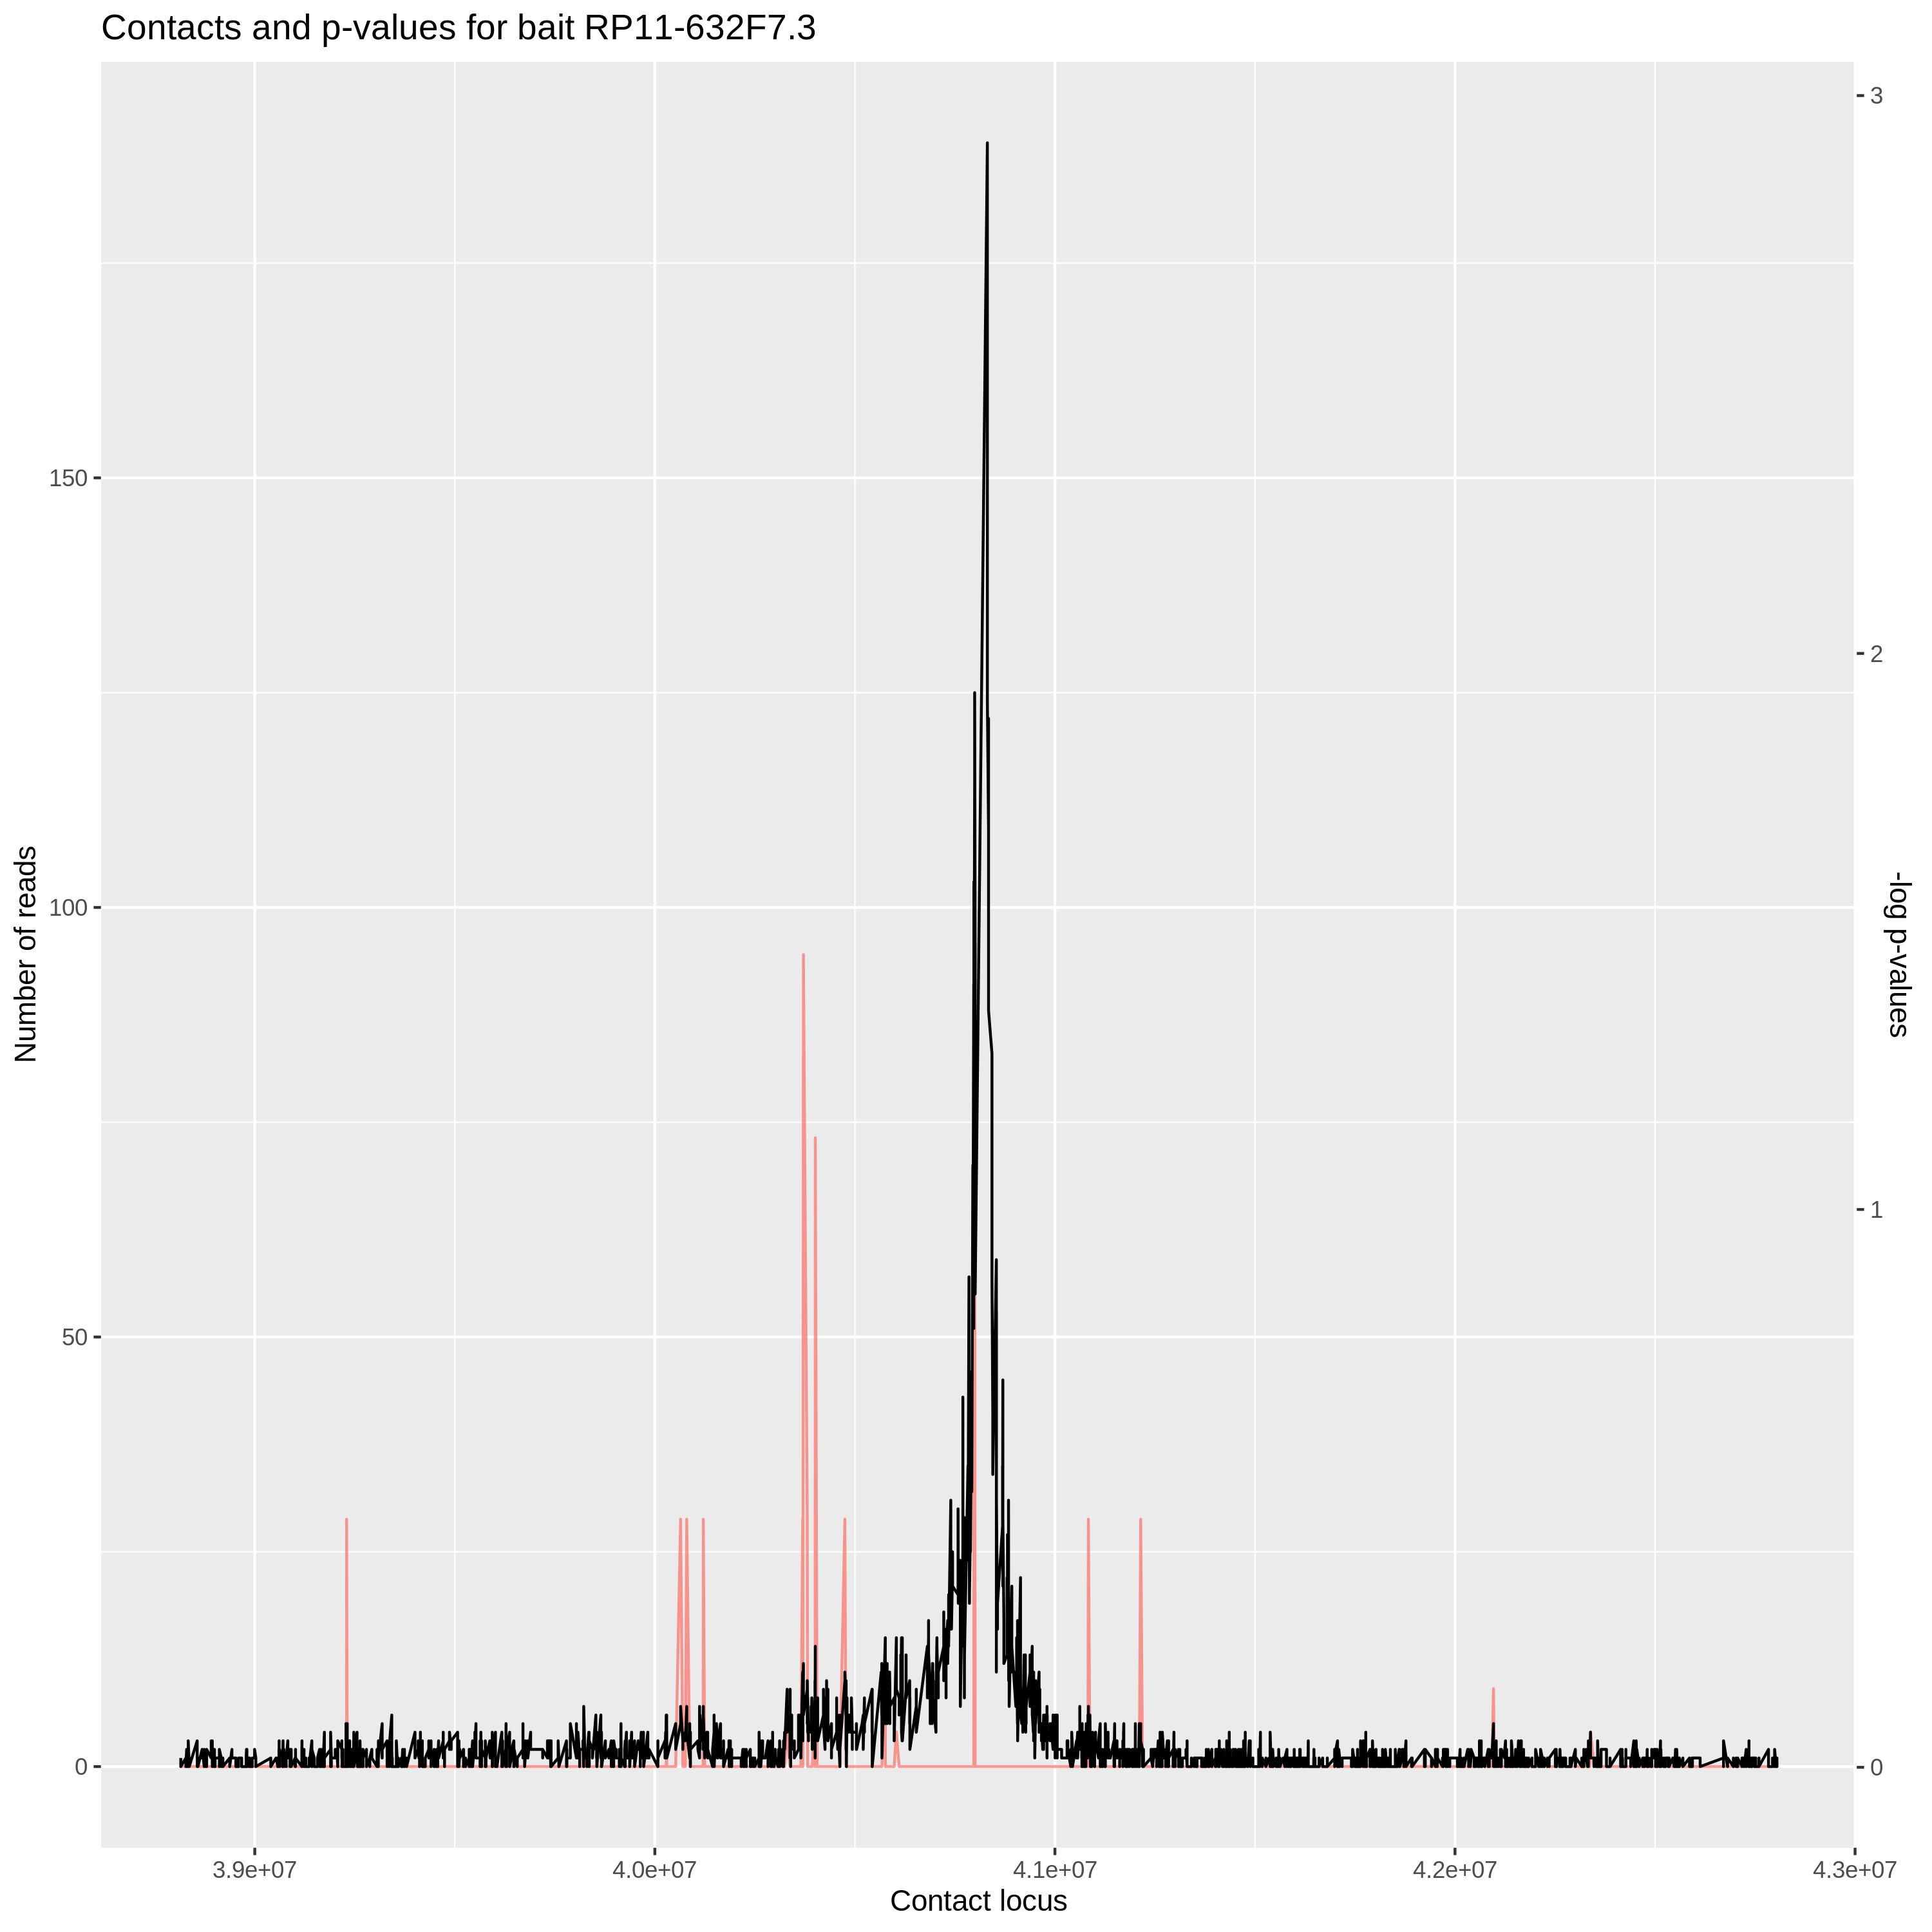 Contacts and p-values for bait RP11-632F7.3
Number of reads
150
100
50
0
3
2
1
0
-log p-values
3.9e+07 4.0e+07 4.1e+07 4.2e+07 4.3e+07
Contact locus